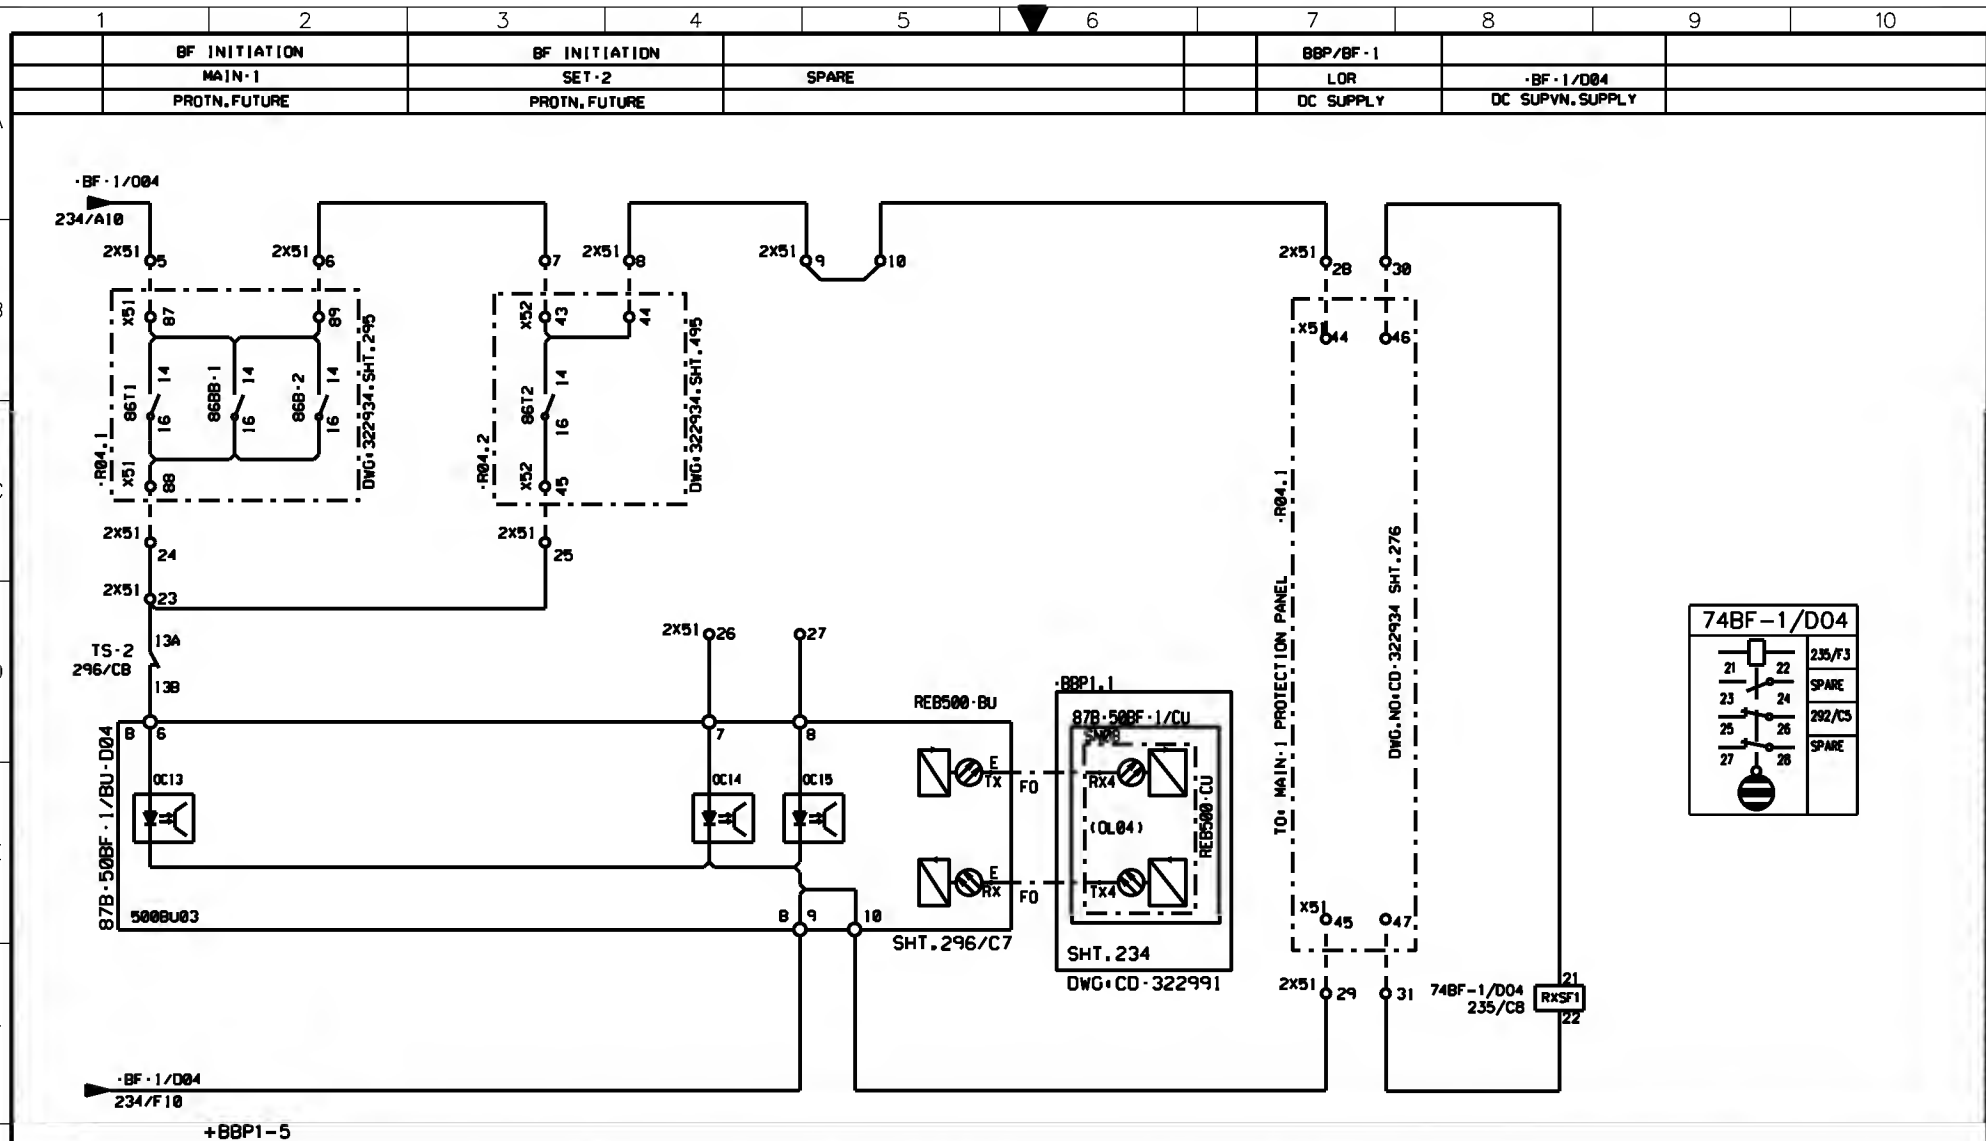 1 2 3 4 5 6 7 8 9 10
BF INITIATION BF INITIATION BBP/BF-1
MAIN-1 SET-2 SPARE LOR -BF-1/D04
PROTN.FUTURE PROTN.FUTURE DC SUPPLY DC SUPVN.SUPPLY
-BF-1/D04
234/A10
2X51 5 2X51 6 7 2X51 8 2X51 9 10 2X51 28 30
X51 87 89 X52 43 44 X51 44 46
86T1 14 16
86BB-1 14 16
86B-2 14 16
86T2 14 16
-R04.1
X51 88
DWG:322934.SHT.295
-R04.2
X52 45
DWG:322934.SHT.495
2X51 24
2X51 25
2X51 23
TS-2
296/C8
13A
13B
2X51 26 27
-R04.1
TO: MAIN-1 PROTECTION PANEL
DWG.NO:CD-322934 SHT.276
74BF-1/D04
21 22 235/F3
23 24 SPARE
25 26 292/C5
27 28 SPARE
REB500-BU
-BBP1.1
87B-50BF-1/CU
B 6 7 8
87B-50BF-1/BU-D04
OC13 OC14 OC15
E
TX
FO
RX4
(OL04)
REB500-CU
E
RX
FO
TX4
500BU03
B 9 10
SHT.296/C7
SHT.234
DWG:CD-322991
X51 45 47
2X51 29 31
74BF-1/D04
235/C8
21
RXSF1
22
-BF-1/D04
234/F10
+BBP1-5